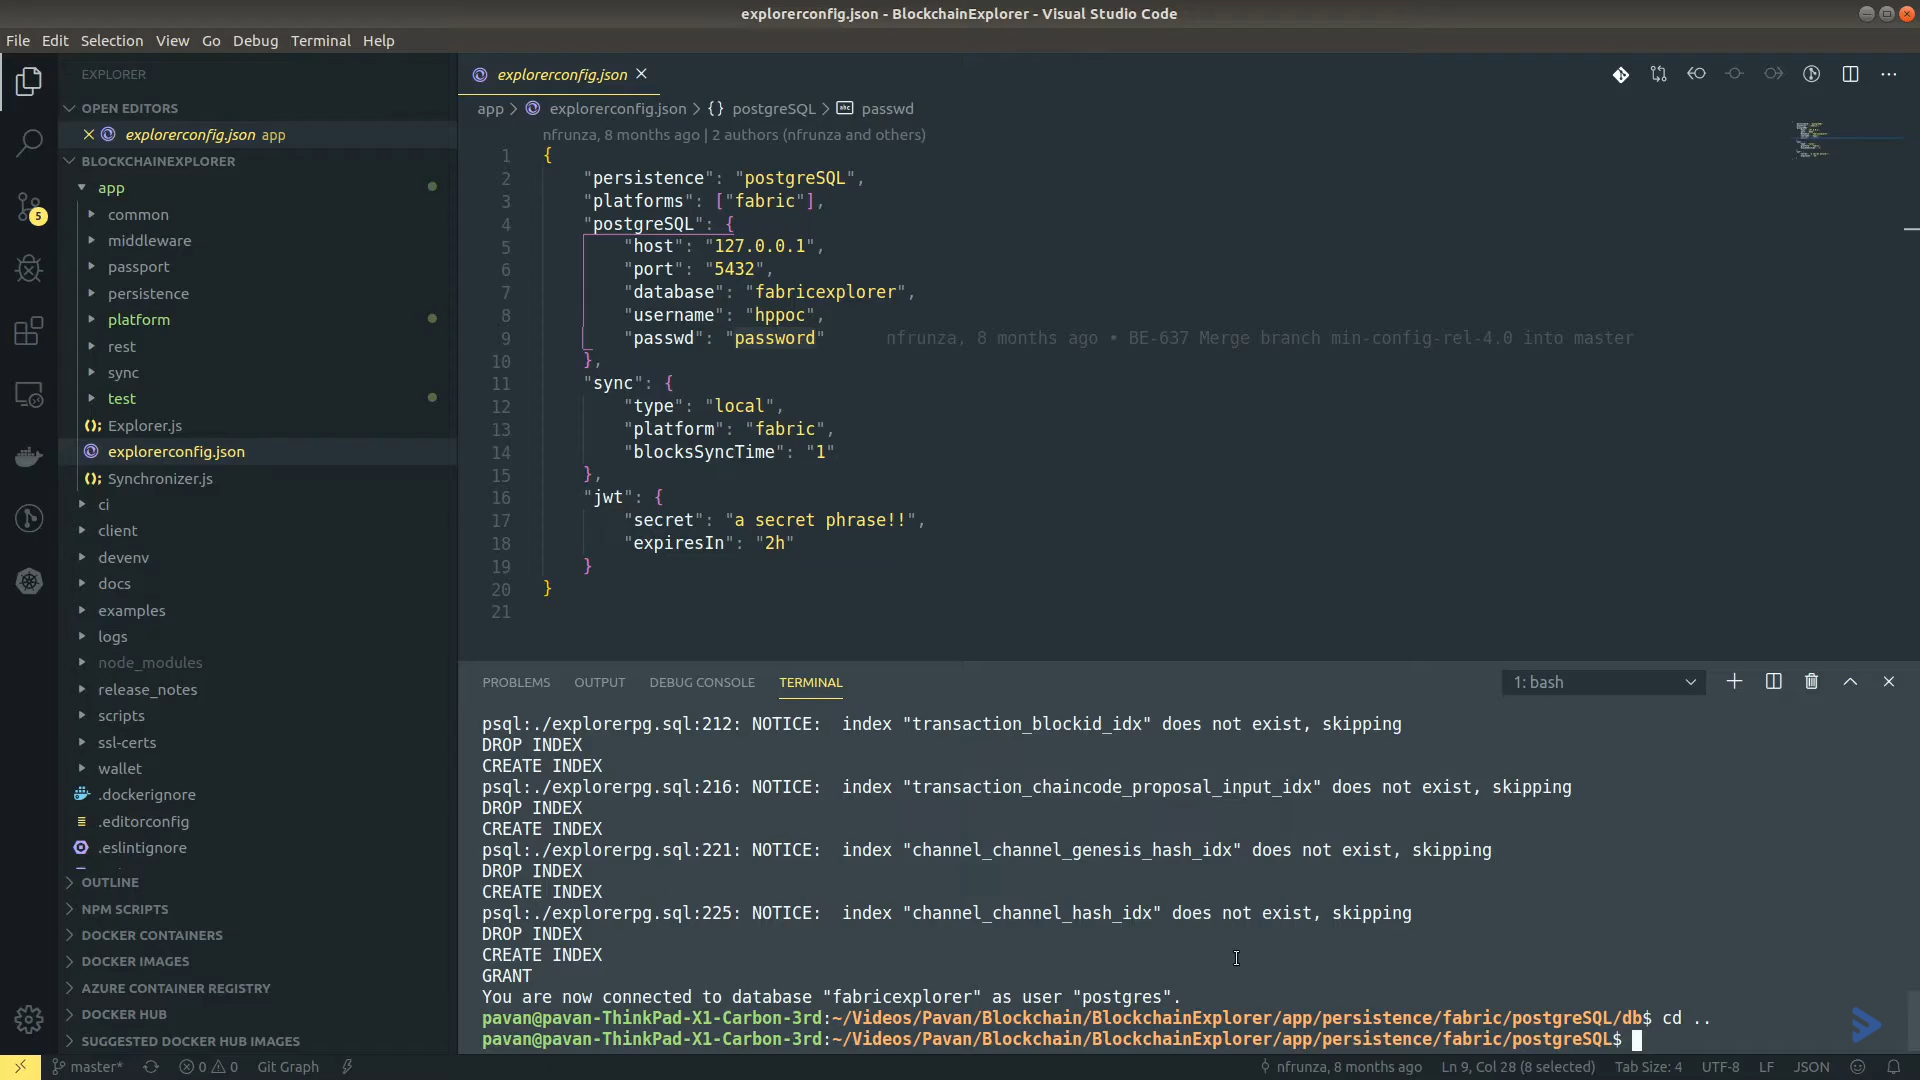 explorerconfig.json - BlockchainExplorer - Visual Studio Code
File Edit Selection View Go Debug Terminal Help
EXPLORER
OPEN EDITORS
explorerconfig.json app
BLOCKCHAINEXPLORER
app
common
middleware
passport
persistence
platform
rest
sync
test
Explorer.js
explorerconfig.json
Synchronizer.js
ci
client
devenv
docs
examples
logs
node_modules
release_notes
scripts
ssl-certs
wallet
.dockerignore
.editorconfig
.eslintignore
OUTLINE
NPM SCRIPTS
DOCKER CONTAINERS
DOCKER IMAGES
AZURE CONTAINER REGISTRY
DOCKER HUB
SUGGESTED DOCKER HUB IMAGES
5
explorerconfig.json
app > explorerconfig.json > {} postgreSQL > abc passwd
nfrunza, 8 months ago | 2 authors (nfrunza and others)
1 {
2 "persistence": "postgreSQL",
3 "platforms": ["fabric"],
4 "postgreSQL": {
5 "host": "127.0.0.1",
6 "port": "5432",
7 "database": "fabricexplorer",
8 "username": "hppoc",
9 "passwd": "password" nfrunza, 8 months ago • BE-637 Merge branch min-config-rel-4.0 into master
10 },
11 "sync": {
12 "type": "local",
13 "platform": "fabric",
14 "blocksSyncTime": "1"
15 },
16 "jwt": {
17 "secret": "a secret phrase!!",
18 "expiresIn": "2h"
19 }
20 }
21
PROBLEMS OUTPUT DEBUG CONSOLE TERMINAL 1: bash
psql:./explorerpg.sql:212: NOTICE:  index "transaction_blockid_idx" does not exist, skipping
DROP INDEX
CREATE INDEX
psql:./explorerpg.sql:216: NOTICE:  index "transaction_chaincode_proposal_input_idx" does not exist, skipping
DROP INDEX
CREATE INDEX
psql:./explorerpg.sql:221: NOTICE:  index "channel_channel_genesis_hash_idx" does not exist, skipping
DROP INDEX
CREATE INDEX
psql:./explorerpg.sql:225: NOTICE:  index "channel_channel_hash_idx" does not exist, skipping
DROP INDEX
CREATE INDEX
GRANT
You are now connected to database "fabricexplorer" as user "postgres".
pavan@pavan-ThinkPad-X1-Carbon-3rd:~/Videos/Pavan/Blockchain/BlockchainExplorer/app/persistence/fabric/postgreSQL/db$ cd ..
pavan@pavan-ThinkPad-X1-Carbon-3rd:~/Videos/Pavan/Blockchain/BlockchainExplorer/app/persistence/fabric/postgreSQL$
master* 0 0 Git Graph nfrunza, 8 months ago Ln 9, Col 28 (8 selected) Tab Size: 4 UTF-8 LF JSON